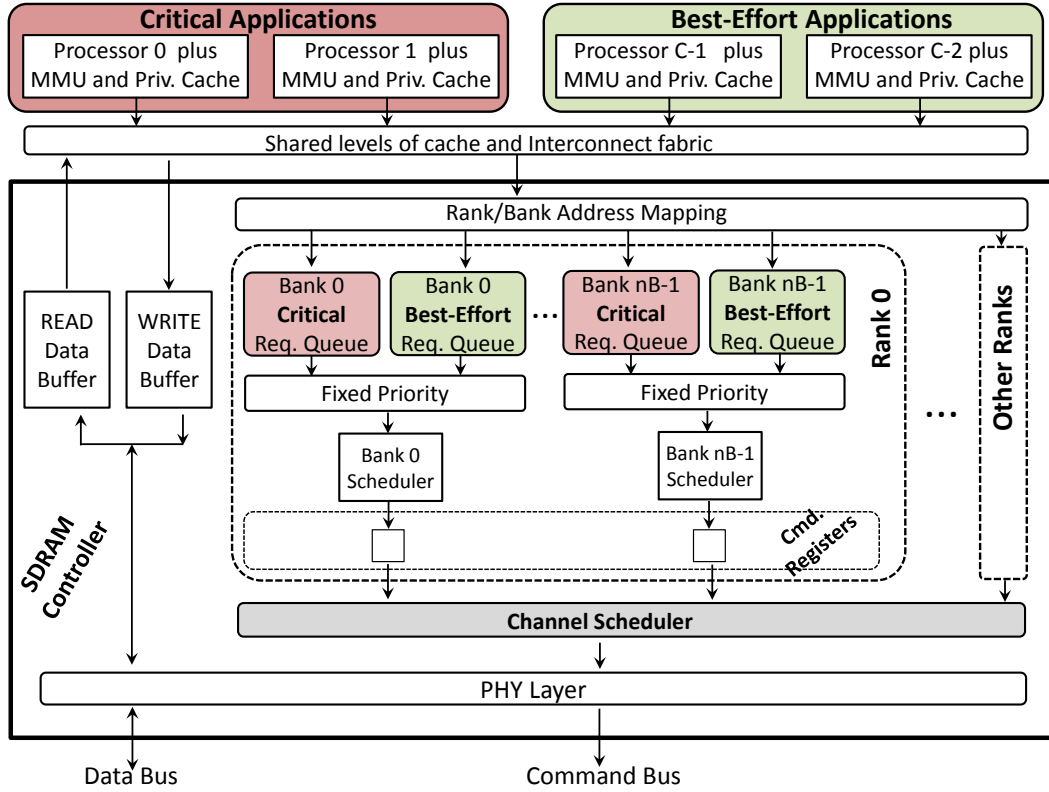 Critical Applications
Processor 0 plus
MMU and Priv. Cache
Processor 1 plus
MMU and Priv. Cache
Best-Effort Applications
Processor C-1 plus
MMU and Priv. Cache
Processor C-2 plus
MMU and Priv. Cache
Shared levels of cache and Interconnect fabric
Rank/Bank Address Mapping
READ
Data
Buffer
WRITE
Data
Buffer
Bank 0
Critical
Req. Queue
Bank 0
Best-Effort
Req. Queue
...
Bank nB-1
Critical
Req. Queue
Bank nB-1
Best-Effort
Req. Queue
Rank 0
...
Other Ranks
Fixed Priority
Fixed Priority
Bank 0
Scheduler
Bank nB-1
Scheduler
Cmd.
Registers
SDRAM
Controller
Channel Scheduler
PHY Layer
Data Bus
Command Bus